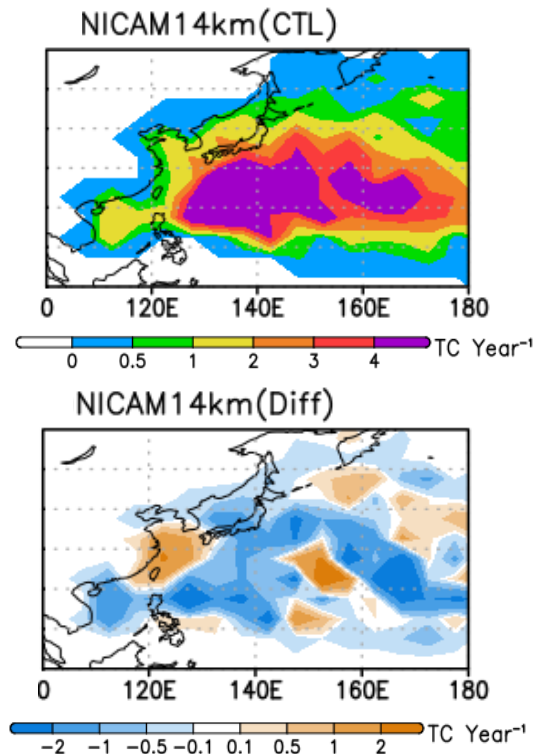 NICAM14km(CTL)
0 120E 140E 160E 180
0 0.5 1 2 3 4 TC Year⁻¹
NICAM14km(Diff)
0 120E 140E 160E 180
-2 -1 -0.5 -0.1 0.1 0.5 1 2 TC Year⁻¹